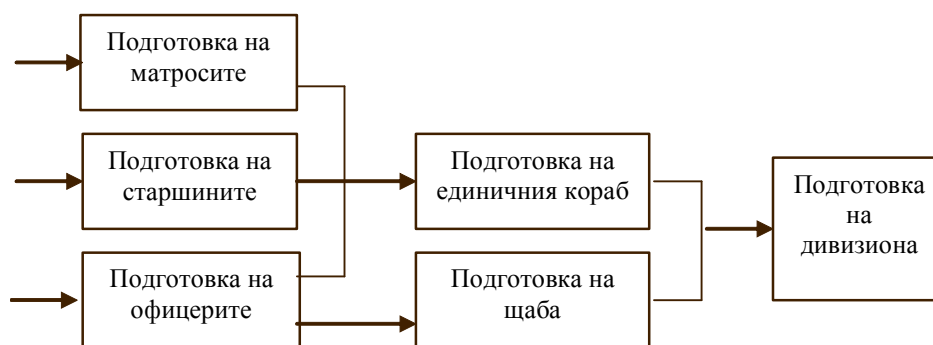 Подготовка на
матросите
Подготовка на
старшините
Подготовка на
офицерите
Подготовка на
единичния кораб
Подготовка на
щаба
Подготовка
на
дивизиона